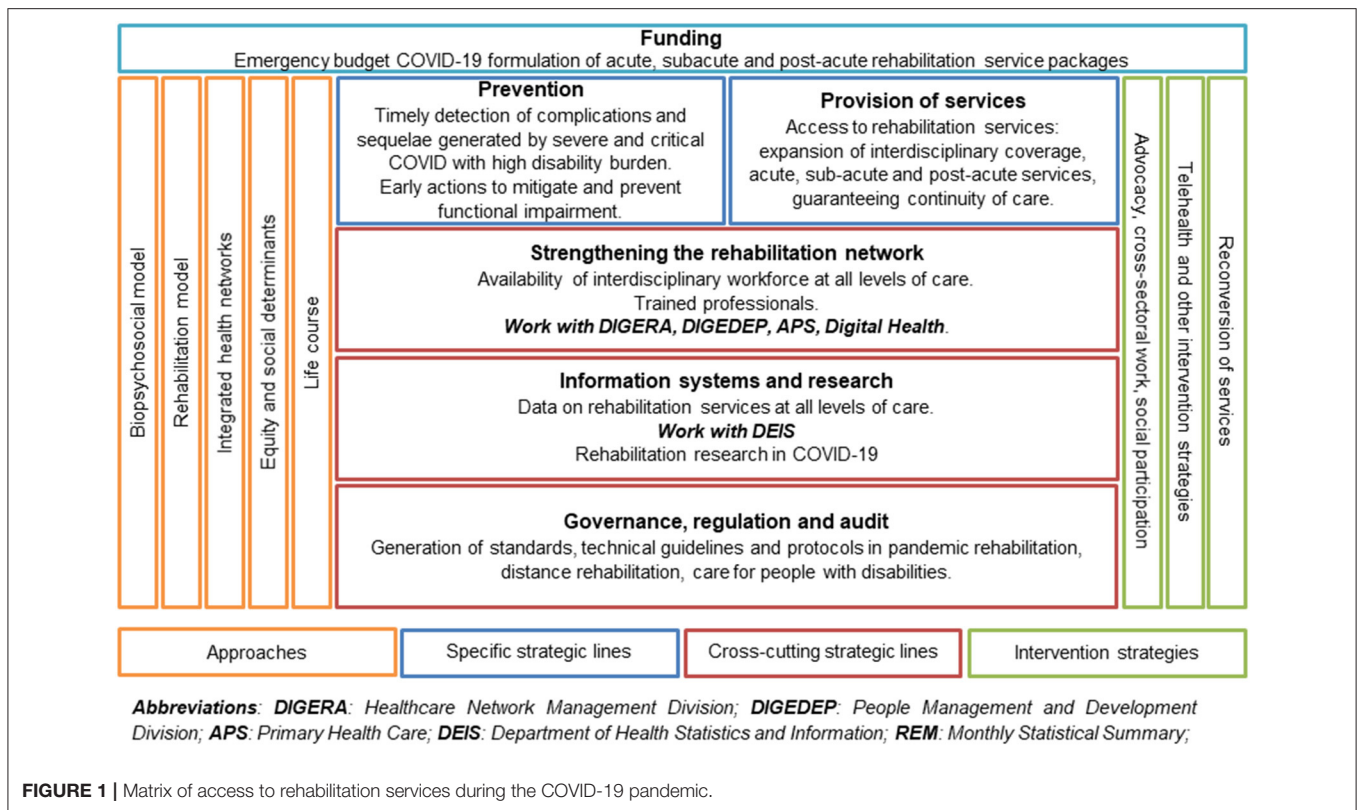 Funding
Emergency budget COVID-19 formulation of acute, subacute and post-acute rehabilitation service packages
Biopsychosocial model
Rehabilitation model
Integrated health networks
Equity and social determinants
Life course
Prevention
Timely detection of complications and
sequelae generated by severe and critical
COVID with high disability burden.
Early actions to mitigate and prevent
functional impairment.
Provision of services
Access to rehabilitation services:
expansion of interdisciplinary coverage,
acute, sub-acute and post-acute services,
guaranteeing continuity of care.
Strengthening the rehabilitation network
Availability of interdisciplinary workforce at all levels of care.
Trained professionals.
Work with DIGERA, DIGEDEP, APS, Digital Health.
Information systems and research
Data on rehabilitation services at all levels of care.
Work with DEIS
Rehabilitation research in COVID-19
Governance, regulation and audit
Generation of standards, technical guidelines and protocols in pandemic rehabilitation,
distance rehabilitation, care for people with disabilities.
Advocacy, cross-sectoral work, social participation
Telehealth and other intervention strategies
Reconversion of services
Approaches
Specific strategic lines
Cross-cutting strategic lines
Intervention strategies
Abbreviations: DIGERA: Healthcare Network Management Division; DIGEDEP: People Management and Development
Division; APS: Primary Health Care; DEIS: Department of Health Statistics and Information; REM: Monthly Statistical Summary;
FIGURE 1 | Matrix of access to rehabilitation services during the COVID-19 pandemic.